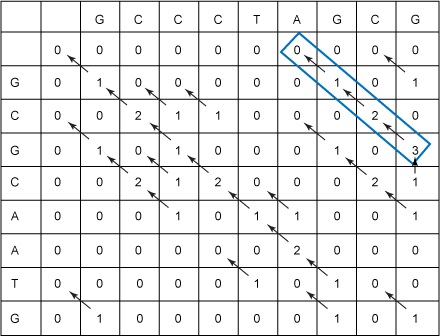 G C C C T A G C G
0 0 0 0 0 0 0 0 0 0
G 0 1 0 0 0 0 0 1 0 1
C 0 0 2 1 1 0 0 0 2 0
G 0 1 0 1 0 0 0 1 0 3
C 0 0 2 1 2 0 0 0 2 1
A 0 0 0 1 0 1 1 0 0 1
A 0 0 0 0 0 0 2 0 0 0
T 0 0 0 0 0 1 0 1 0 0
G 0 1 0 0 0 0 0 1 0 1